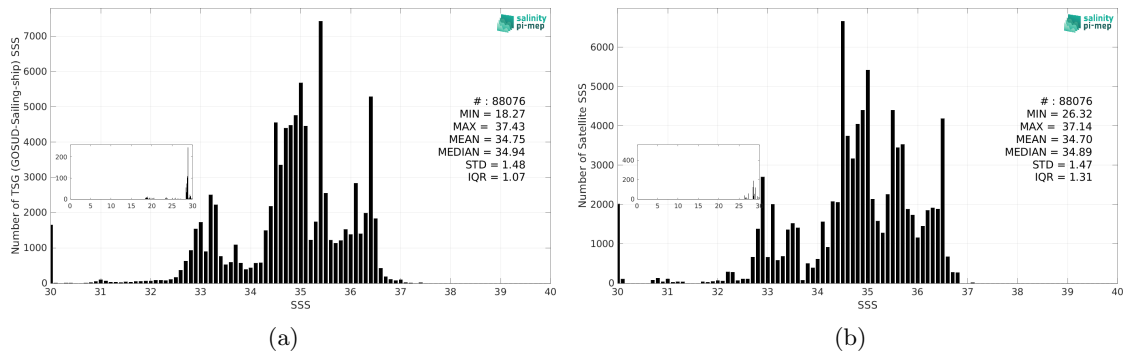 salinity
pi-mep
Number of TSG (GOSUD-Sailing-ship) SSS
7000
6000
5000
4000
3000
2000
1000
0
# : 88076
MIN = 18.27
MAX = 37.43
MEAN = 34.75
MEDIAN = 34.94
STD = 1.48
IQR = 1.07
200
100
0
0 5 10 15 20 25 30
30 31 32 33 34 35 36 37 38 39 40
SSS
(a)
salinity
pi-mep
Number of Satellite SSS
6000
5000
4000
3000
2000
1000
0
# : 88076
MIN = 26.32
MAX = 37.14
MEAN = 34.70
MEDIAN = 34.89
STD = 1.47
IQR = 1.31
400
200
0
0 5 10 15 20 25 30
30 31 32 33 34 35 36 37 38 39 40
SSS
(b)